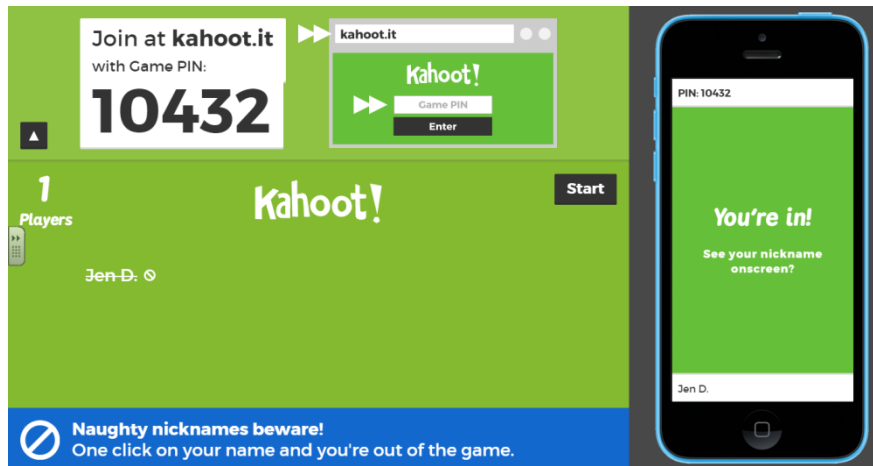 Join at kahoot.it
with Game PIN:
10432
kahoot.it
Kahoot!
Game PIN
Enter
1
Players
Kahoot!
Start
Jen D.
Naughty nicknames beware!
One click on your name and you're out of the game.
PIN: 10432
You're in!
See your nickname
onscreen?
Jen D.